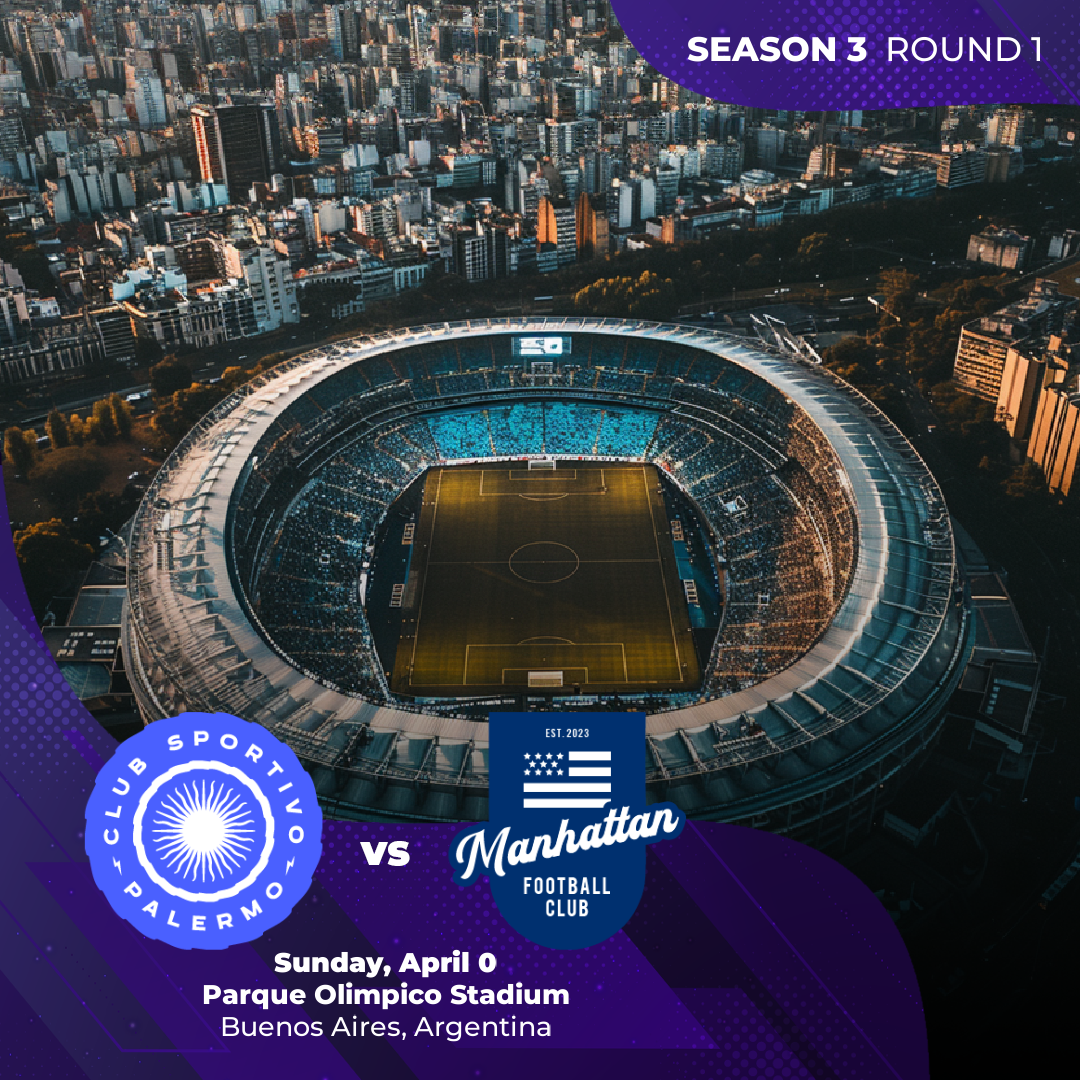 SEASON 3 ROUND 1
CLUB SPORTIVO
PALERMO
VS
EST. 2023
Manhattan
FOOTBALL
CLUB
Sunday, April 0
Parque Olimpico Stadium
Buenos Aires, Argentina